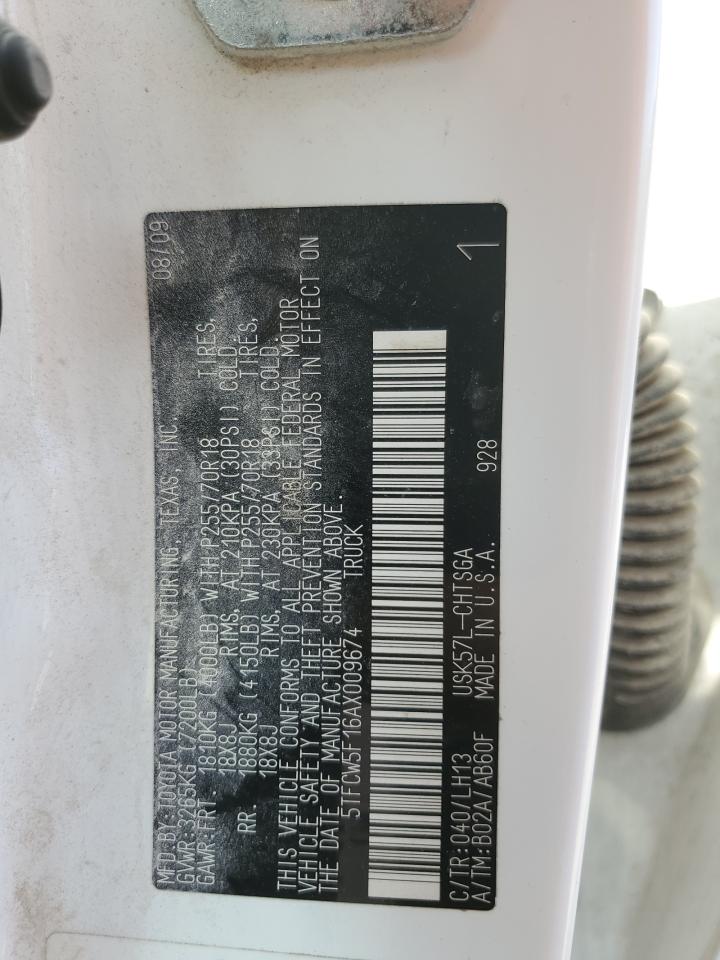 MFD.BY:TOYOTA MOTOR MANUFACTURING, TEXAS, INC. 08/09
GVWR:3265KG (7200LB)
GAWR:FRT. 1810KG (4000LB) WITH P255/70R18 TIRES,
18X8J RIMS, AT 210KPA (30PSI) COLD
RR. 1880KG (4150LB) WITH P255/70R18 TIRES,
18X8J RIMS, AT 230KPA (33PSI) COLD.
THIS VEHICLE CONFORMS TO ALL APPLICABLE FEDERAL MOTOR
VEHICLE SAFETY AND THEFT PREVENTION STANDARDS IN EFFECT ON
THE DATE OF MANUFACTURE SHOWN ABOVE.
5TFCW5F16AX009674 TRUCK
C/TR:040/LH13 USK57L-CHTSGA 928 1
A/TM:B02A/AB60F MADE IN U.S.A.